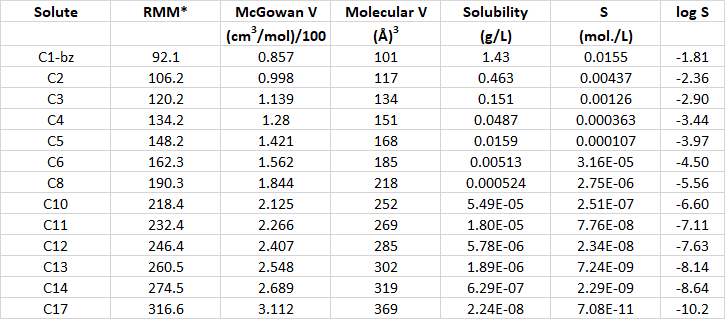 Solute RMM* McGowan V Molecular V Solubility S log S
(cm3/mol)/100 (Å)3 (g/L) (mol./L)
C1-bz 92.1 0.857 101 1.43 0.0155 -1.81
C2 106.2 0.998 117 0.463 0.00437 -2.36
C3 120.2 1.139 134 0.151 0.00126 -2.90
C4 134.2 1.28 151 0.0487 0.000363 -3.44
C5 148.2 1.421 168 0.0159 0.000107 -3.97
C6 162.3 1.562 185 0.00513 3.16E-05 -4.50
C8 190.3 1.844 218 0.000524 2.75E-06 -5.56
C10 218.4 2.125 252 5.49E-05 2.51E-07 -6.60
C11 232.4 2.266 269 1.80E-05 7.76E-08 -7.11
C12 246.4 2.407 285 5.78E-06 2.34E-08 -7.63
C13 260.5 2.548 302 1.89E-06 7.24E-09 -8.14
C14 274.5 2.689 319 6.29E-07 2.29E-09 -8.64
C17 316.6 3.112 369 2.24E-08 7.08E-11 -10.2